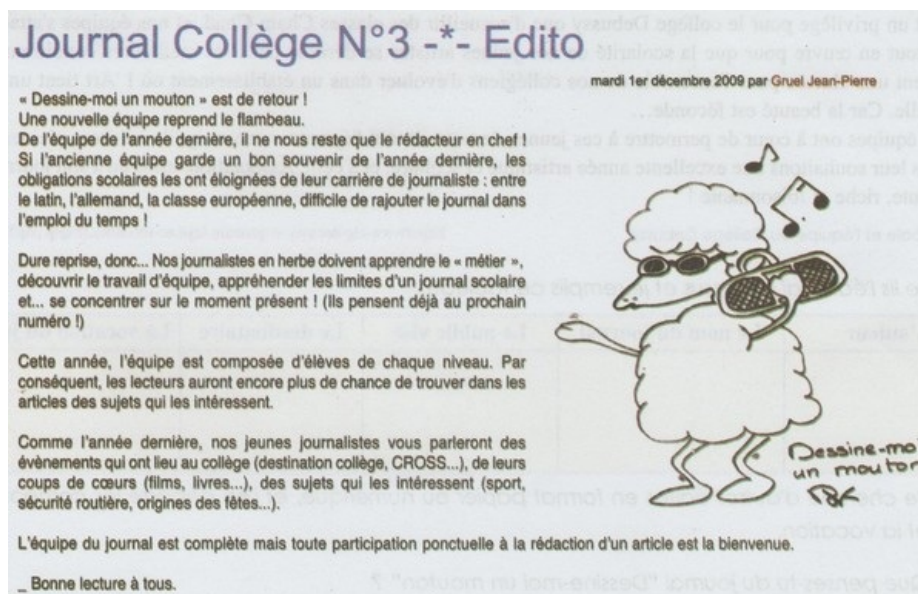 Journal Collège N°3 -*- Edito
mardi 1er décembre 2009 par Gruel Jean-Pierre
« Dessine-moi un mouton » est de retour !
Une nouvelle équipe reprend le flambeau.
De l'équipe de l'année dernière, il ne nous reste que le rédacteur en chef !
Si l'ancienne équipe garde un bon souvenir de l'année dernière, les
obligations scolaires les ont éloignées de leur carrière de journaliste : entre
le latin, l'allemand, la classe européenne, difficile de rajouter le journal dans
l'emploi du temps !
Dure reprise, donc... Nos journalistes en herbe doivent apprendre le « métier »,
découvrir le travail d'équipe, appréhender les limites d'un journal scolaire
et... se concentrer sur le moment présent ! (Ils pensent déjà au prochain
numéro !)
Cette année, l'équipe est composée d'élèves de chaque niveau. Par
conséquent, les lecteurs auront encore plus de chance de trouver dans les
articles des sujets qui les intéressent.
Comme l'année dernière, nos jeunes journalistes vous parleront des
évènements qui ont lieu au collège (destination collège, CROSS...), de leurs
coups de cœurs (films, livres...), des sujets qui les intéressent (sport,
sécurité routière, origines des fêtes...).
Dessine-moi
un mouton
L'équipe du journal est complète mais toute participation ponctuelle à la rédaction d'un article est la bienvenue.
_ Bonne lecture à tous.